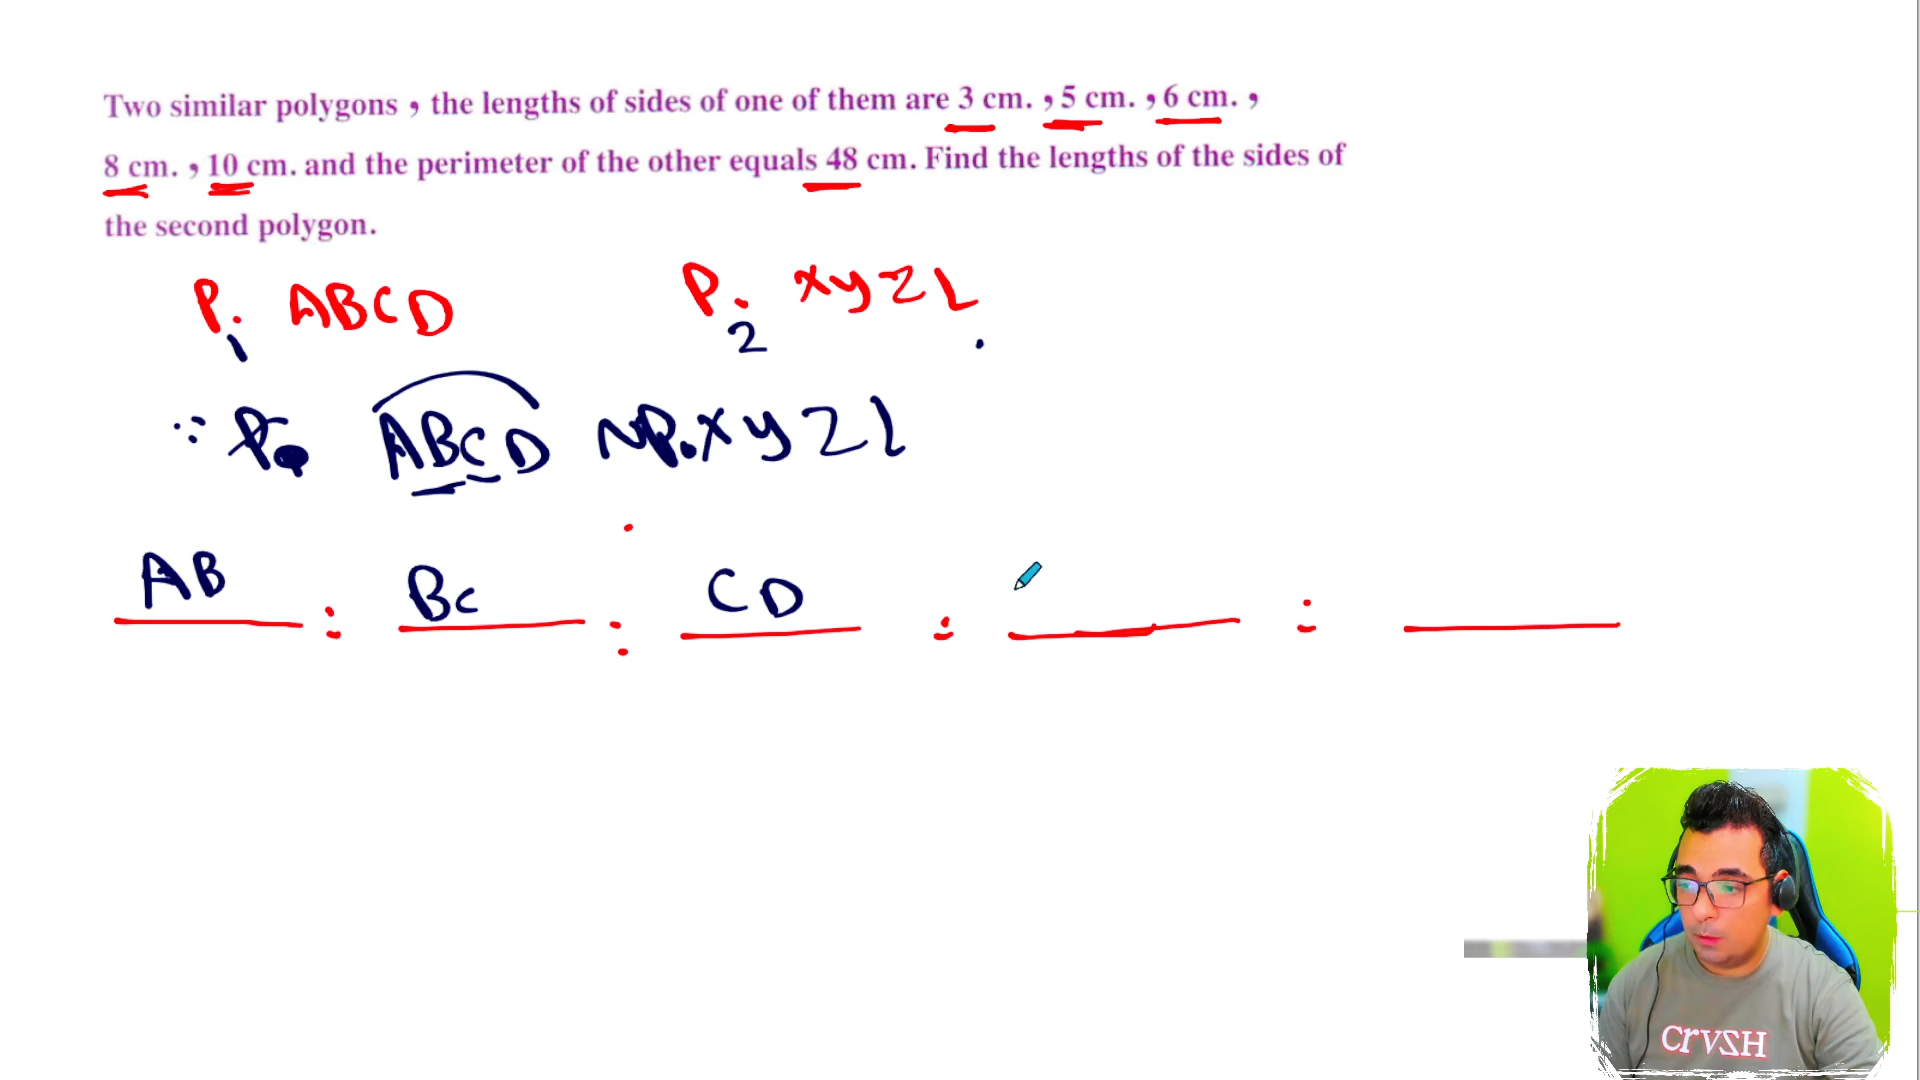 Two similar polygons , the lengths of sides of one of them are 3 cm. , 5 cm. , 6 cm. ,
8 cm. , 10 cm. and the perimeter of the other equals 48 cm. Find the lengths of the sides of
the second polygon.
P. ABCD P. XYZL
1 2
∵ P. ABCD ~ P. XYZL
AB BC CD
CrVSH